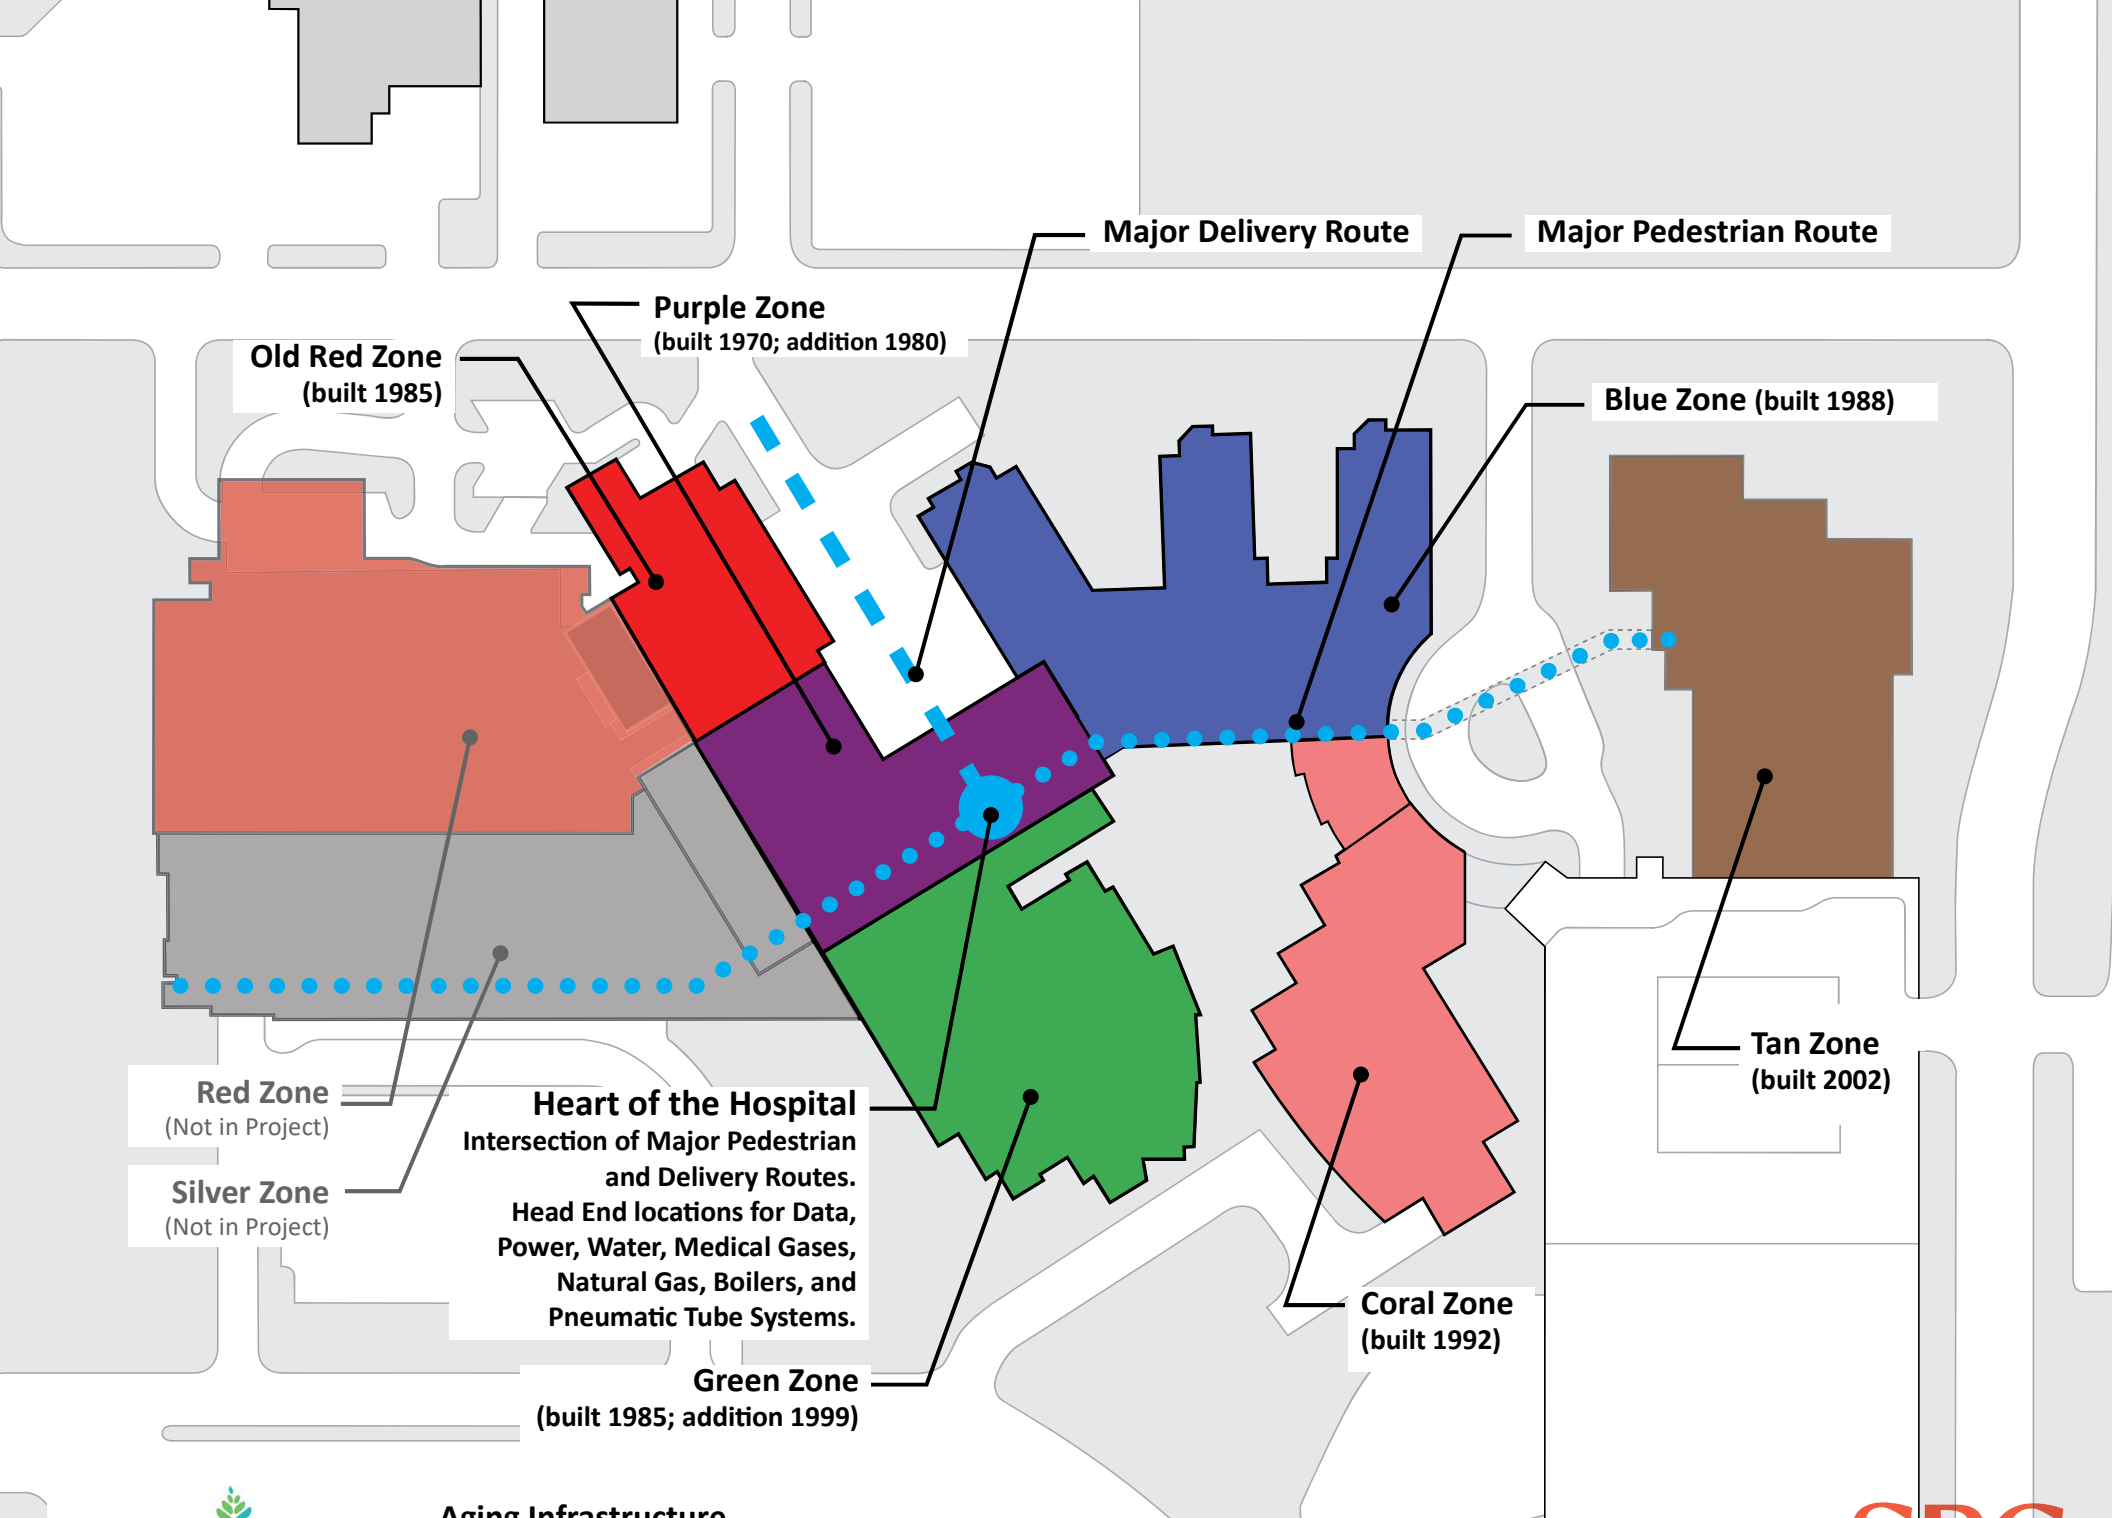 Major Delivery Route
Major Pedestrian Route
Purple Zone
(built 1970; addition 1980)
Old Red Zone
(built 1985)
Blue Zone (built 1988)
Tan Zone
(built 2002)
Red Zone
(Not in Project)
Silver Zone
(Not in Project)
Heart of the Hospital
Intersection of Major Pedestrian
and Delivery Routes.
Head End locations for Data,
Power, Water, Medical Gases,
Natural Gas, Boilers, and
Pneumatic Tube Systems.
Coral Zone
(built 1992)
Green Zone
(built 1985; addition 1999)
Aging Infrastructure